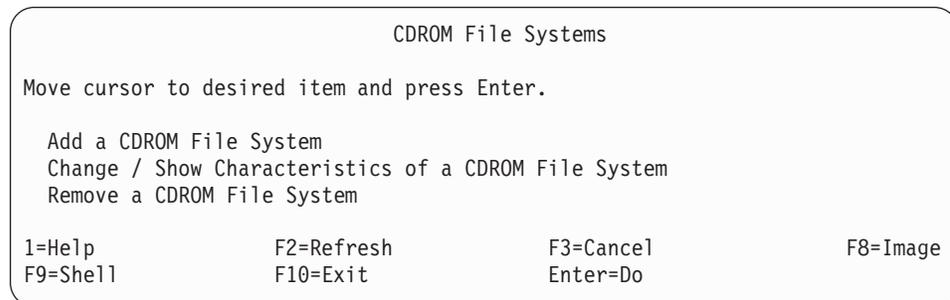 CDROM File Systems
Move cursor to desired item and press Enter.
Add a CDROM File System
Change / Show Characteristics of a CDROM File System
Remove a CDROM File System
1=Help F2=Refresh F3=Cancel F8=Image
F9=Shell F10=Exit Enter=Do